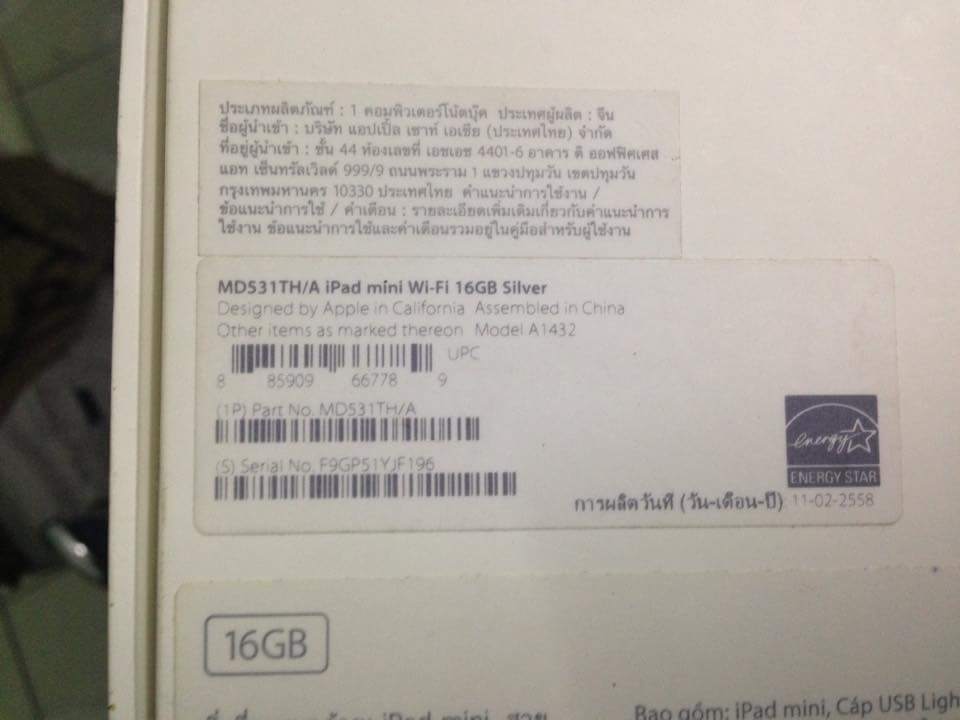 ประเภทผลิตภัณฑ์ : 1 คอมพิวเตอร์โน้ตบุ๊ค ประเทศผู้ผลิต : จีน
ชื่อผู้นำเข้า : บริษัท แอปเปิ้ล เซาท์ เอเชีย (ประเทศไทย) จำกัด
ที่อยู่ผู้นำเข้า : ชั้น 44 ห้องเลขที่ เอชเอช 4401-6 อาคาร ดิ ออฟฟิศเศส
แอท เซ็นทรัลเวิลด์ 999/9 ถนนพระราม 1 แขวงปทุมวัน เขตปทุมวัน
กรุงเทพมหานคร 10330 ประเทศไทย คำแนะนำการใช้งาน /
ข้อแนะนำการใช้ / คำเตือน : รายละเอียดเพิ่มเติมเกี่ยวกับคำแนะนำการ
ใช้งาน ข้อแนะนำการใช้และคำเตือนรวมอยู่ในคู่มือสำหรับผู้ใช้งาน
MD531TH/A iPad mini Wi-Fi 16GB Silver
Designed by Apple in California Assembled in China
Other items as marked thereon Model A1432
UPC
8 85909 66778 9
(1P) Part No. MD531TH/A
(S) Serial No. F9GP51YJF196
energy
ENERGY STAR
การผลิตวันที่ (วัน-เดือน-ปี) 11-02-2558
16GB
iPad mini, สาย
Bao gồm: iPad mini, Cáp USB Ligh